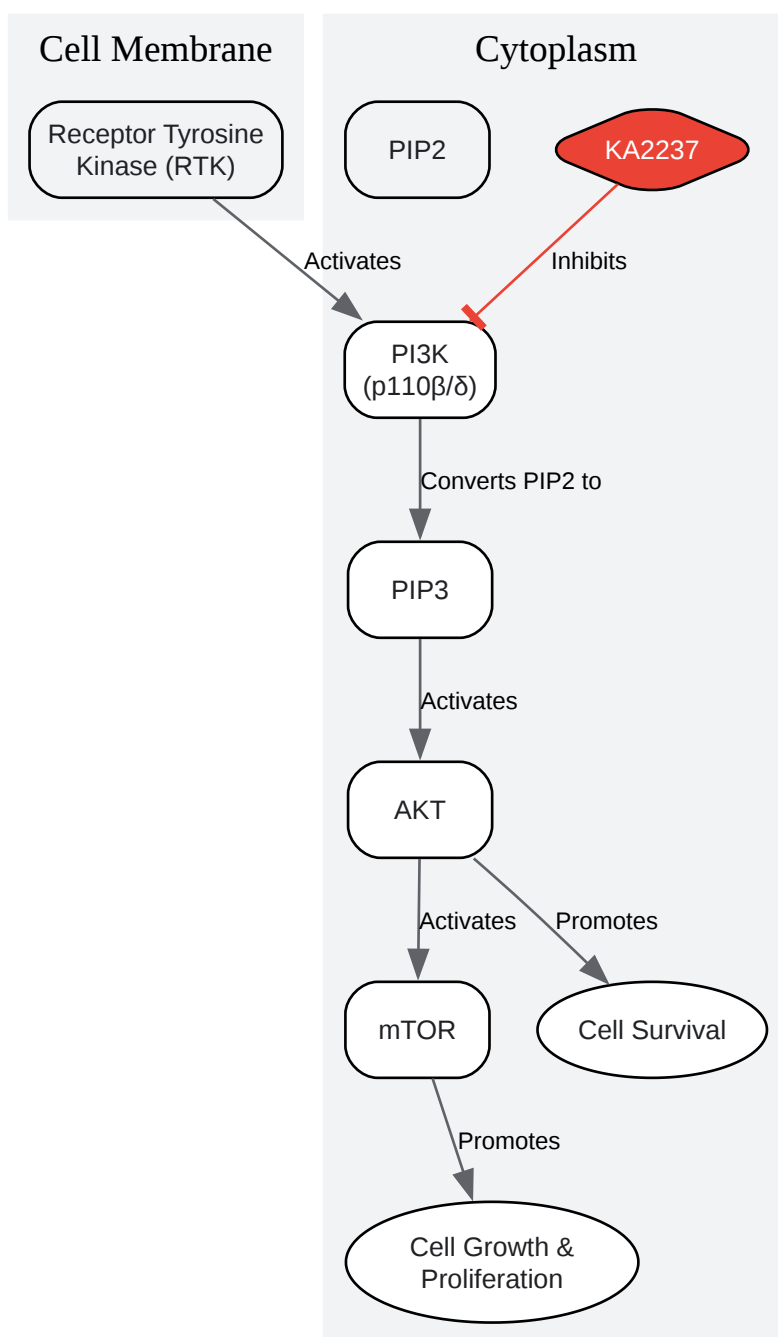 Cell Membrane
Cytoplasm
Receptor Tyrosine
Kinase (RTK)
PIP2
KA2237
Activates
Inhibits
PI3K
(p110β/δ)
Converts PIP2 to
PIP3
Activates
AKT
Activates
Promotes
mTOR
Cell Survival
Promotes
Cell Growth &
Proliferation